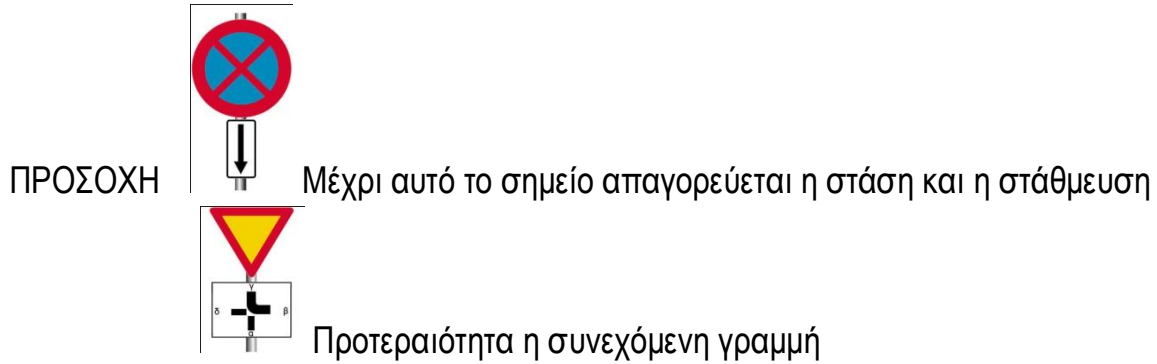 ΠΡΟΣΟΧΗ Μέχρι αυτό το σημείο απαγορεύεται η στάση και η στάθμευση
γ
δ β
α
Προτεραιότητα η συνεχόμενη γραμμή